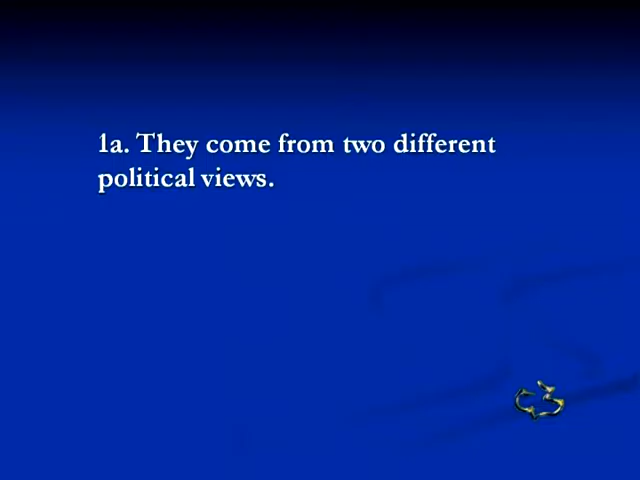 1a. They come from two different
political views.